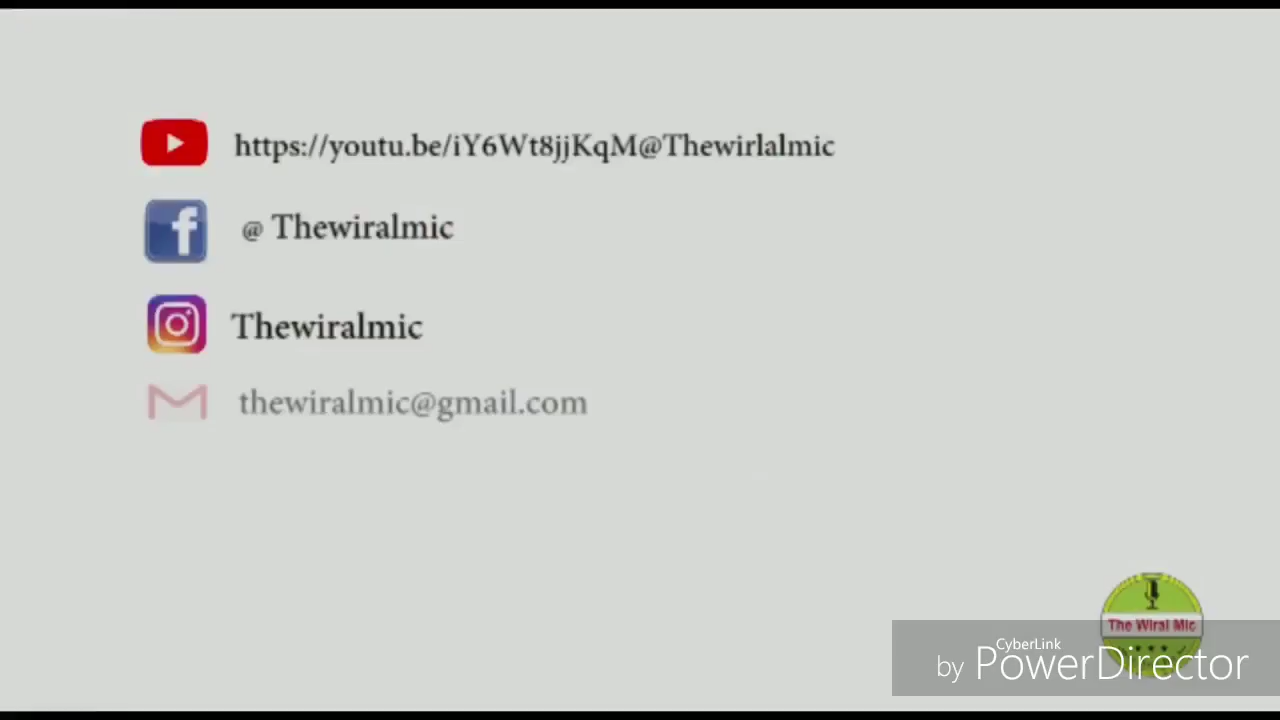 https://youtu.be/iY6Wt8jjKqM@Thewirlalmic
@ Thewiralmic
Thewiralmic
thewiralmic@gmail.com
The Wiral Mic
CyberLink
by PowerDirector